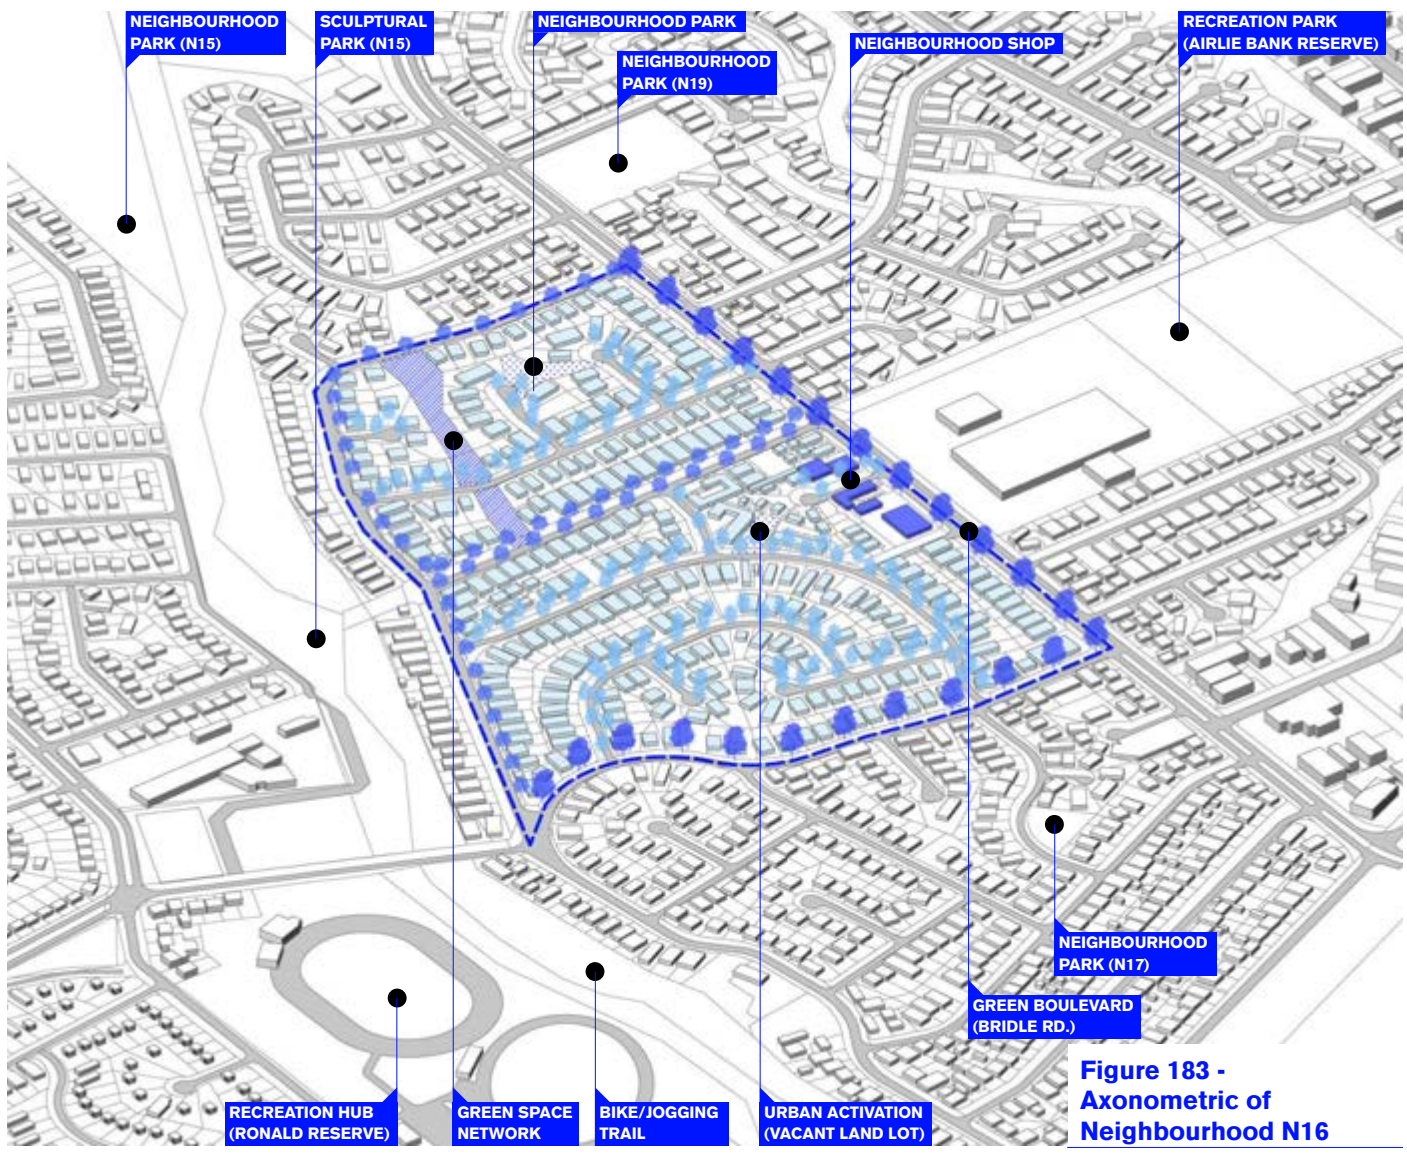 NEIGHBOURHOOD
PARK (N15)
SCULPTURAL
PARK (N15)
NEIGHBOURHOOD PARK
NEIGHBOURHOOD
PARK (N19)
NEIGHBOURHOOD SHOP
RECREATION PARK
(AIRLIE BANK RESERVE)
NEIGHBOURHOOD
PARK (N17)
GREEN BOULEVARD
(BRIDLE RD.)
RECREATION HUB
(RONALD RESERVE)
GREEN SPACE
NETWORK
BIKE/JOGGING
TRAIL
URBAN ACTIVATION
(VACANT LAND LOT)
Figure 183 -
Axonometric of
Neighbourhood N16